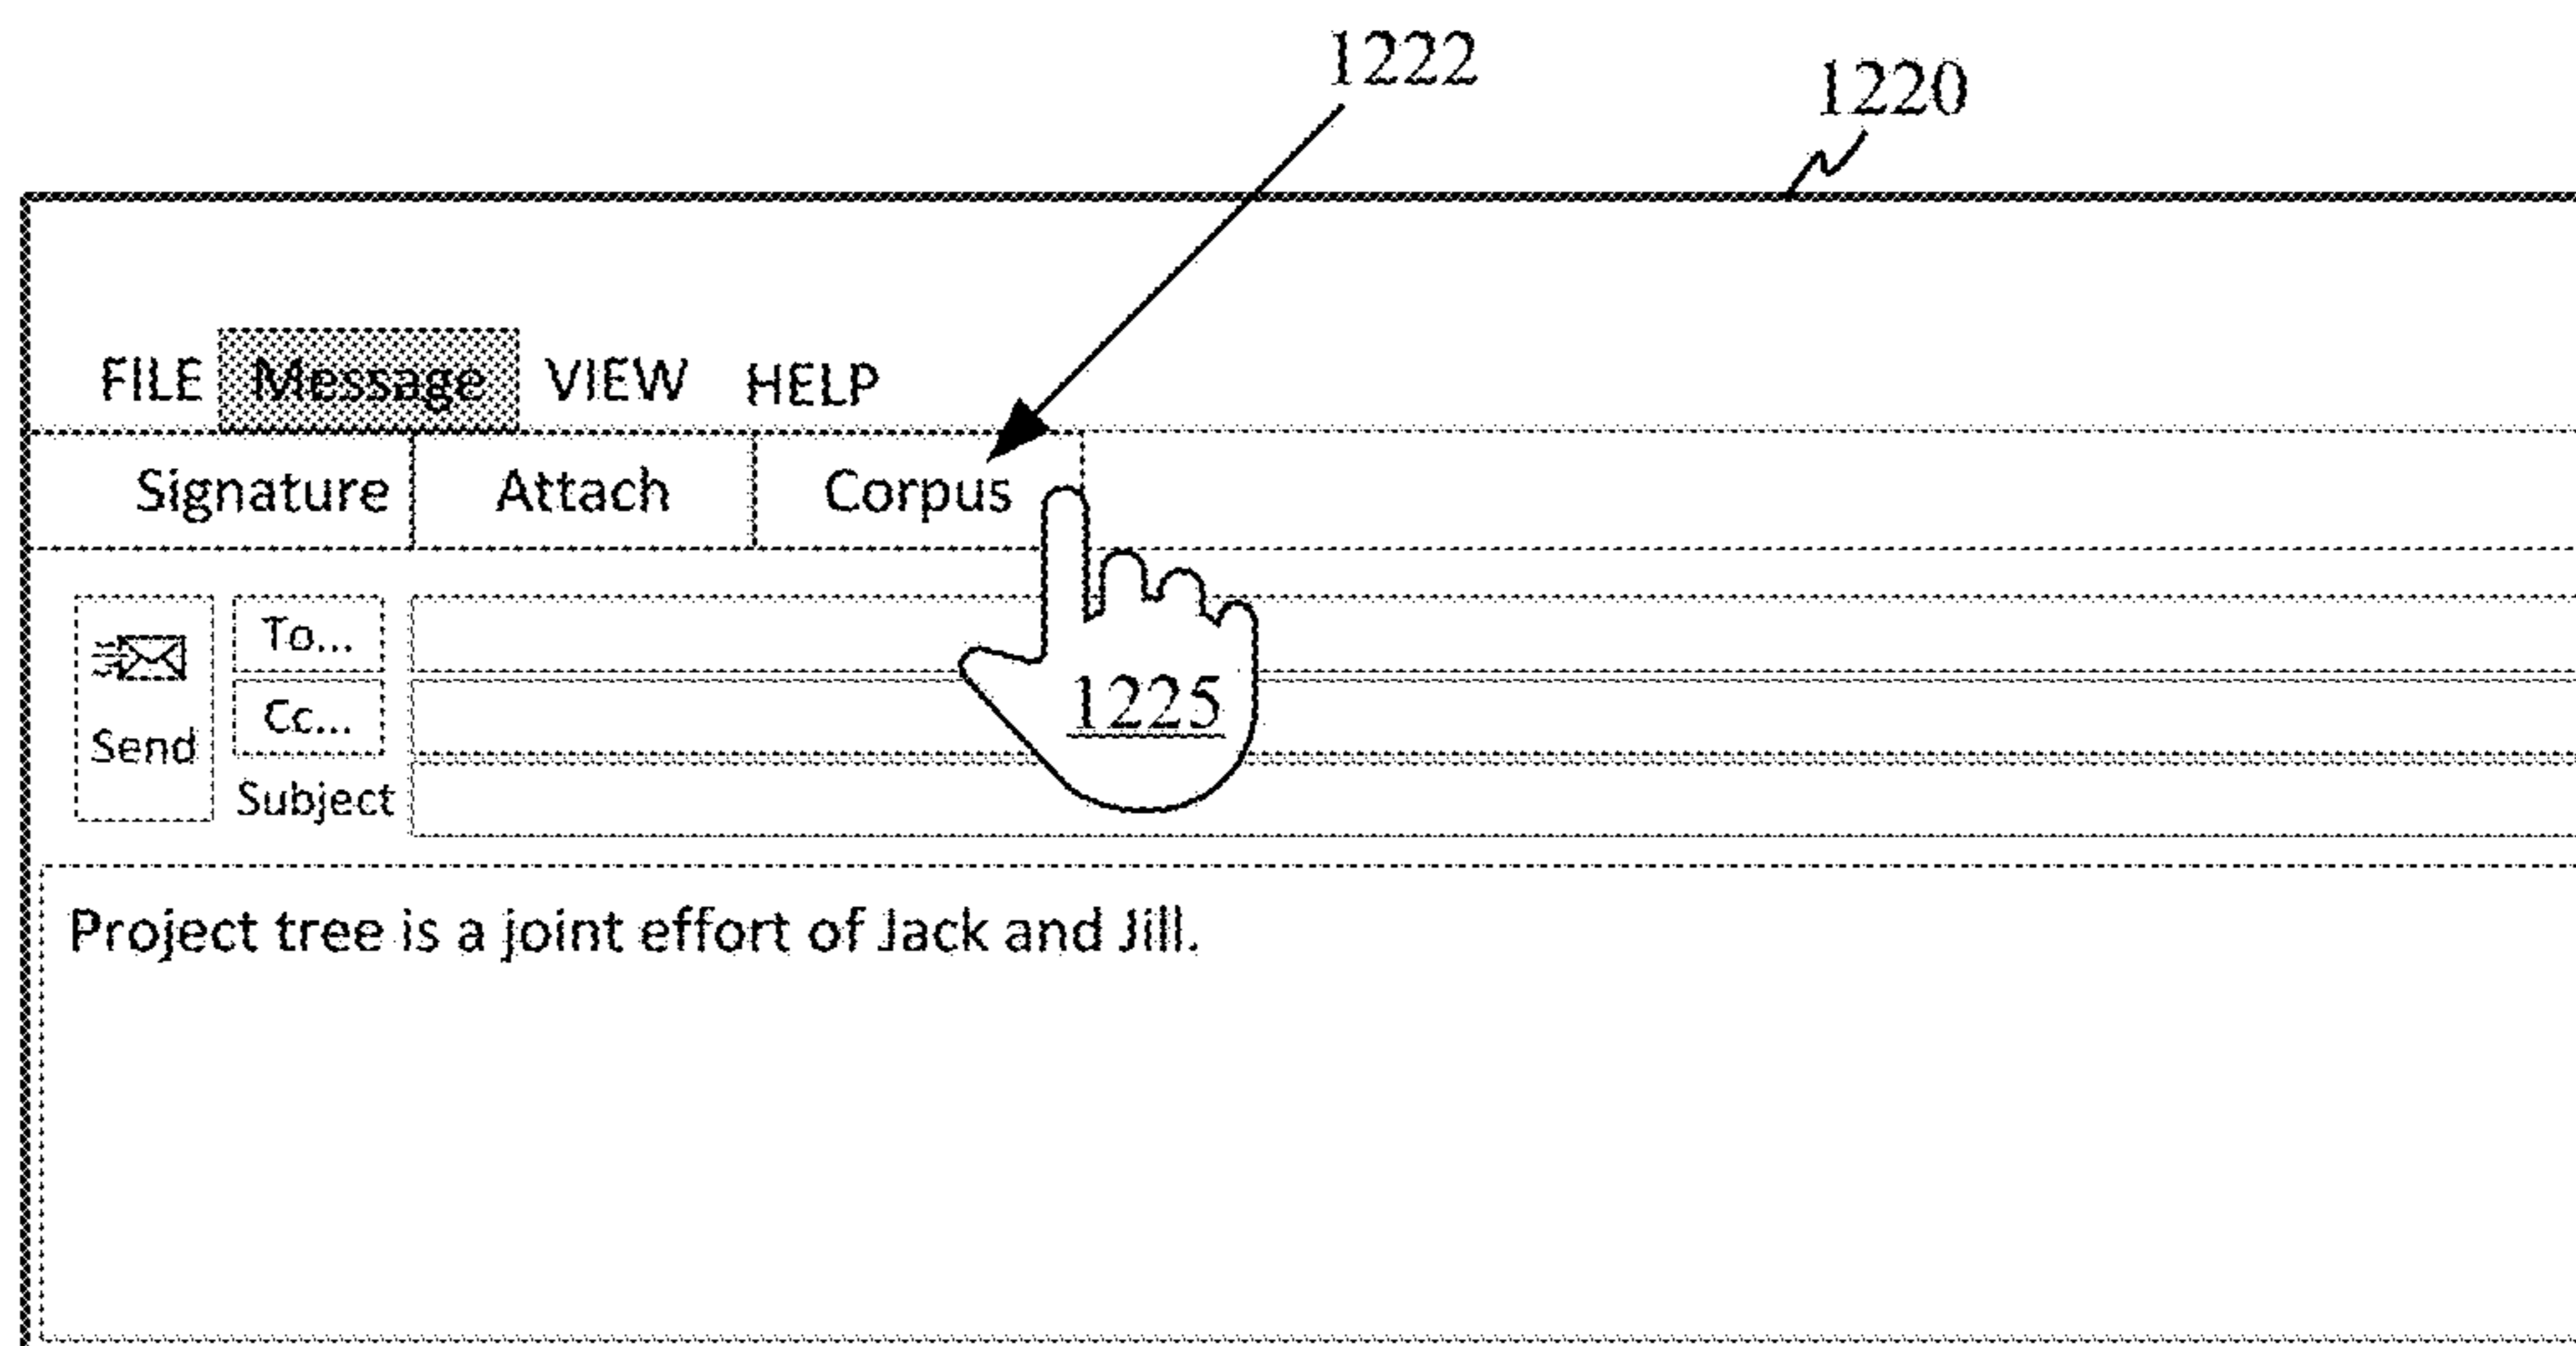 1222
1220
FILE Message VIEW HELP
Signature Attach Corpus
To...
Cc...
1225
Send
Subject
Project tree is a joint effort of Jack and Jill.